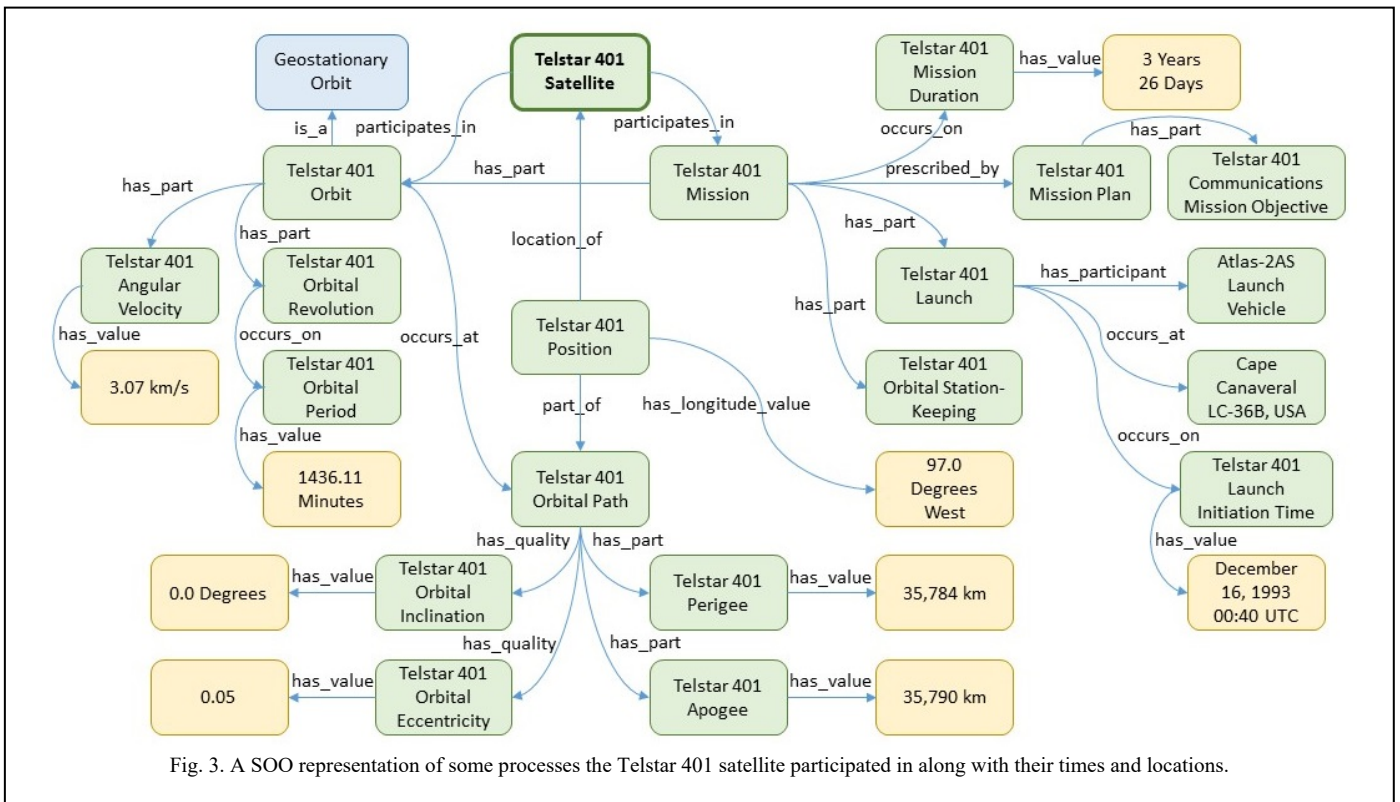 Geostationary
Orbit
Telstar 401
Satellite
Telstar 401
Mission
Duration
has_value
3 Years
26 Days
is_a
participates_in
participates_in
occurs_on
has_part
Telstar 401
Orbit
has_part
Telstar 401
Mission
prescribed_by
Telstar 401
Mission Plan
Telstar 401
Communications
Mission Objective
has_part
has_part
location_of
has_part
Telstar 401
Angular
Velocity
Telstar 401
Orbital
Revolution
Telstar 401
Launch
has_participant
Atlas-2AS
Launch
Vehicle
has_value
occurs_on
occurs_at
Telstar 401
Position
has_part
occurs_at
3.07 km/s
Telstar 401
Orbital
Period
part_of
has_longitude_value
Telstar 401
Orbital Station-
Keeping
Cape
Canaveral
LC-36B, USA
has_value
occurs_on
1436.11
Minutes
Telstar 401
Orbital Path
97.0
Degrees
West
Telstar 401
Launch
Initiation Time
has_quality
has_part
has_value
0.0 Degrees
has_value
Telstar 401
Orbital
Inclination
Telstar 401
Perigee
has_value
35,784 km
December
16, 1993
00:40 UTC
has_quality
has_part
0.05
has_value
Telstar 401
Orbital
Eccentricity
Telstar 401
Apogee
has_value
35,790 km
Fig. 3. A SOO representation of some processes the Telstar 401 satellite participated in along with their times and locations.